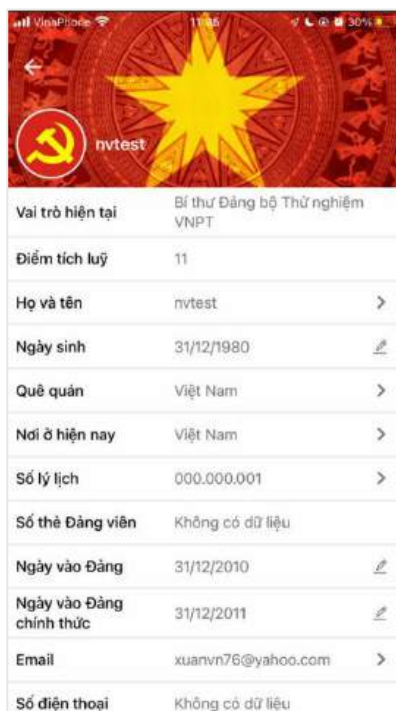 VinaPhone 11:05 30%
nvtest
Vai trò hiện tại Bí thư Đảng bộ Thử nghiệm
VNPT
Điểm tích luỹ 11
Họ và tên nvtest
Ngày sinh 31/12/1980
Quê quán Việt Nam
Nơi ở hiện nay Việt Nam
Số lý lịch 000.000.001
Số thẻ Đảng viên Không có dữ liệu
Ngày vào Đảng 31/12/2010
Ngày vào Đảng
chính thức 31/12/2011
Email xuanvn76@yahoo.com
Số điện thoại Không có dữ liệu